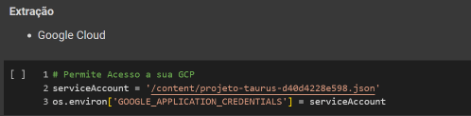 Extração
• Google Cloud
[ ] 1 # Permite Acesso a sua GCP
2 serviceAccount = '/content/projeto-taurus-d40d4228e598.json'
3 os.environ['GOOGLE_APPLICATION_CREDENTIALS'] = serviceAccount